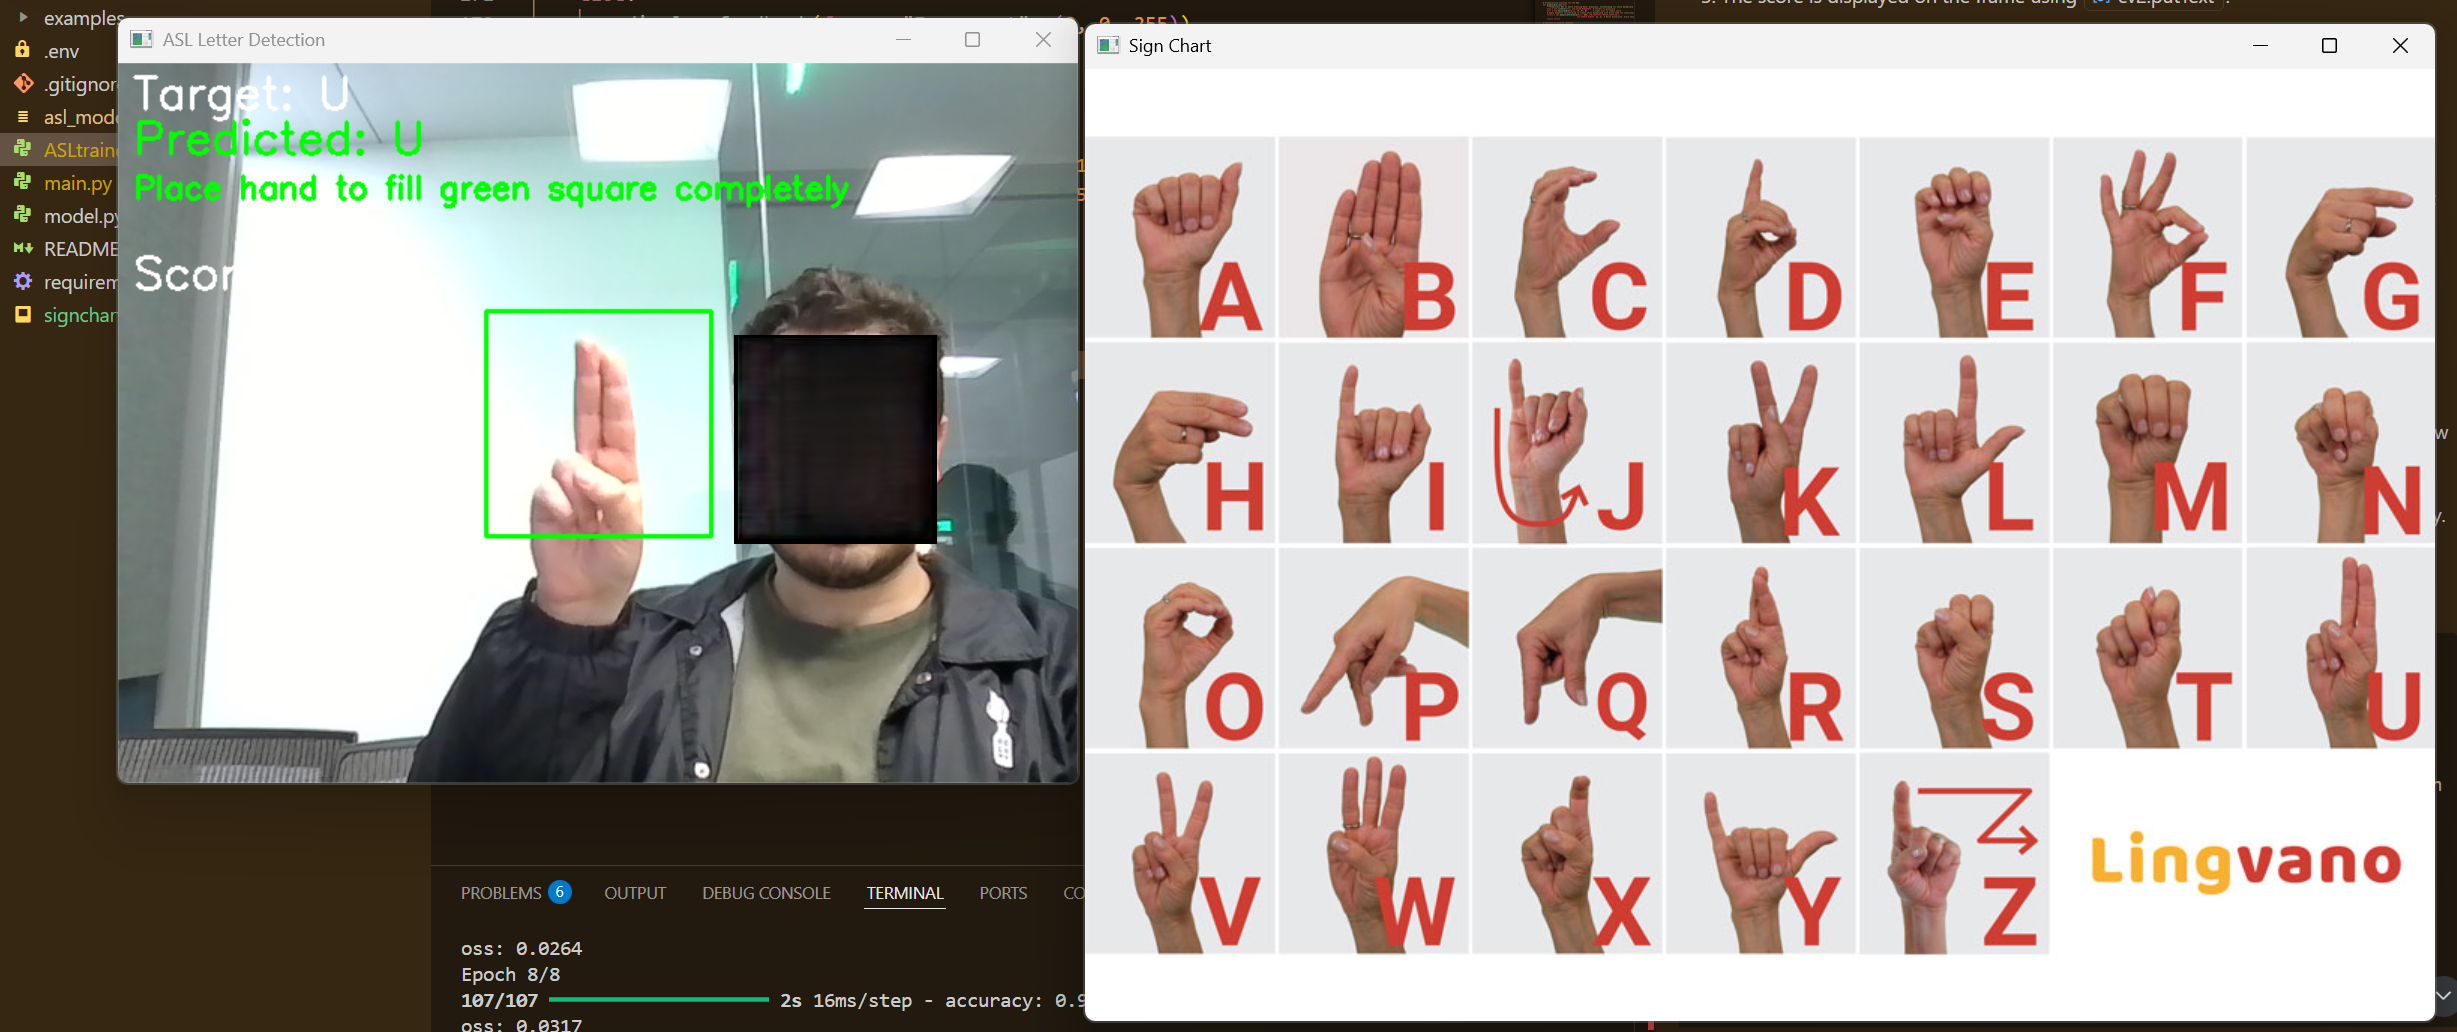 examples
.env
.gitignor
asl_mod
ASLtrain
main.py
model.py
README
requirem
signchar
ASL Letter Detection
Target: U
Predicted: U
Place hand to fill green square completely
Scor
PROBLEMS 6 OUTPUT DEBUG CONSOLE TERMINAL PORTS CO
oss: 0.0264
Epoch 8/8
107/107 2s 16ms/step - accuracy: 0.9
oss: 0.0317
Sign Chart
A B C D E F G
H I J K L M N
O P Q R S T U
V W X Y Z Lingvano